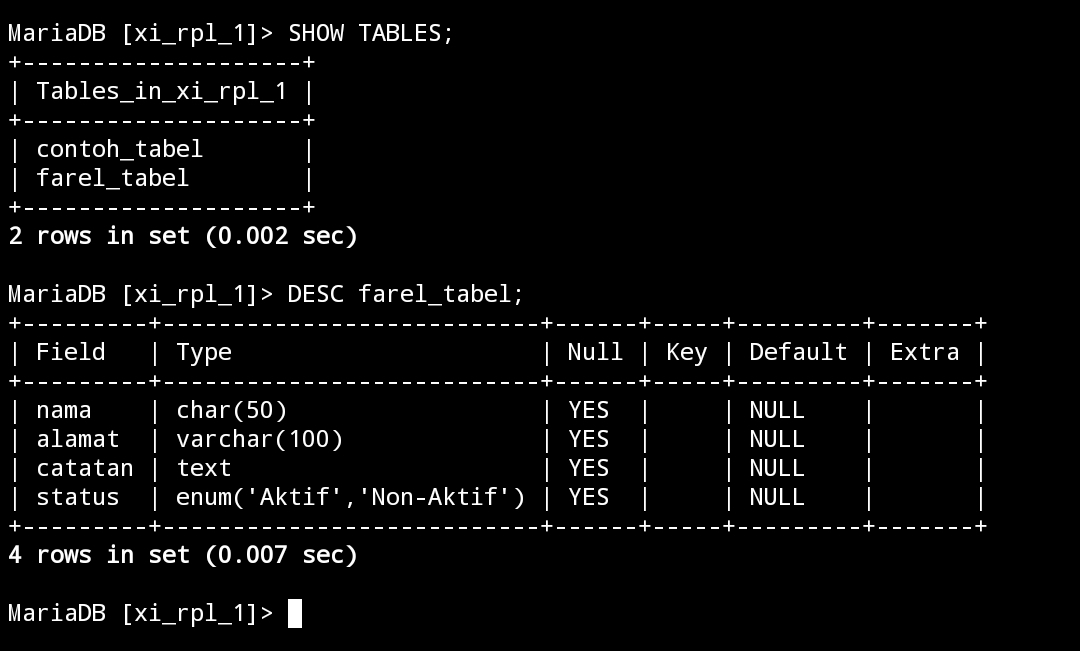 MariaDB [xi_rpl_1]> SHOW TABLES;
+--------------------+
| Tables_in_xi_rpl_1 |
+--------------------+
| contoh_tabel       |
| farel_tabel        |
+--------------------+
2 rows in set (0.002 sec)

MariaDB [xi_rpl_1]> DESC farel_tabel;
+---------+---------------------------+------+-----+---------+-------+
| Field   | Type                      | Null | Key | Default | Extra |
+---------+---------------------------+------+-----+---------+-------+
| nama    | char(50)                  | YES  |     | NULL    |       |
| alamat  | varchar(100)              | YES  |     | NULL    |       |
| catatan | text                      | YES  |     | NULL    |       |
| status  | enum('Aktif','Non-Aktif') | YES  |     | NULL    |       |
+---------+---------------------------+------+-----+---------+-------+
4 rows in set (0.007 sec)

MariaDB [xi_rpl_1]>